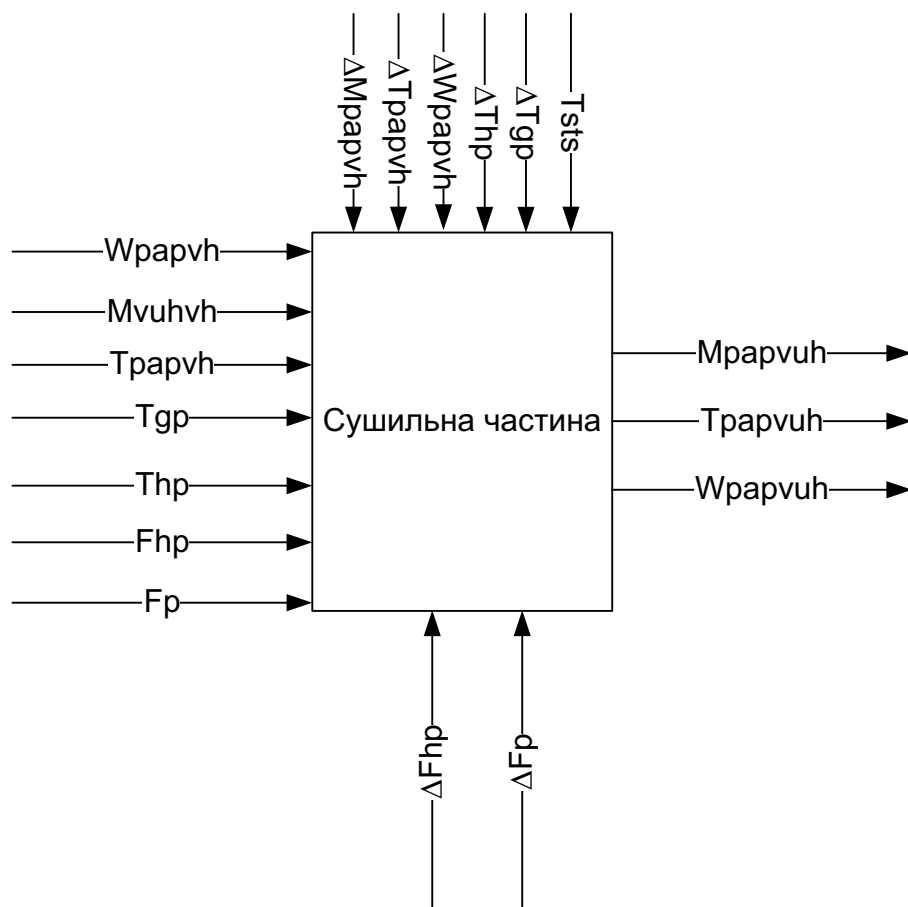 ΔMpapvh
ΔTpapvh
ΔWpapvh
ΔThp
ΔTgp
Tsts
Wpapvh
Mvuhvh
Tpapvh
Tgp
Thp
Fhp
Fp
Сушильна частина
Mpapvuh
Tpapvuh
Wpapvuh
ΔFhp
ΔFp